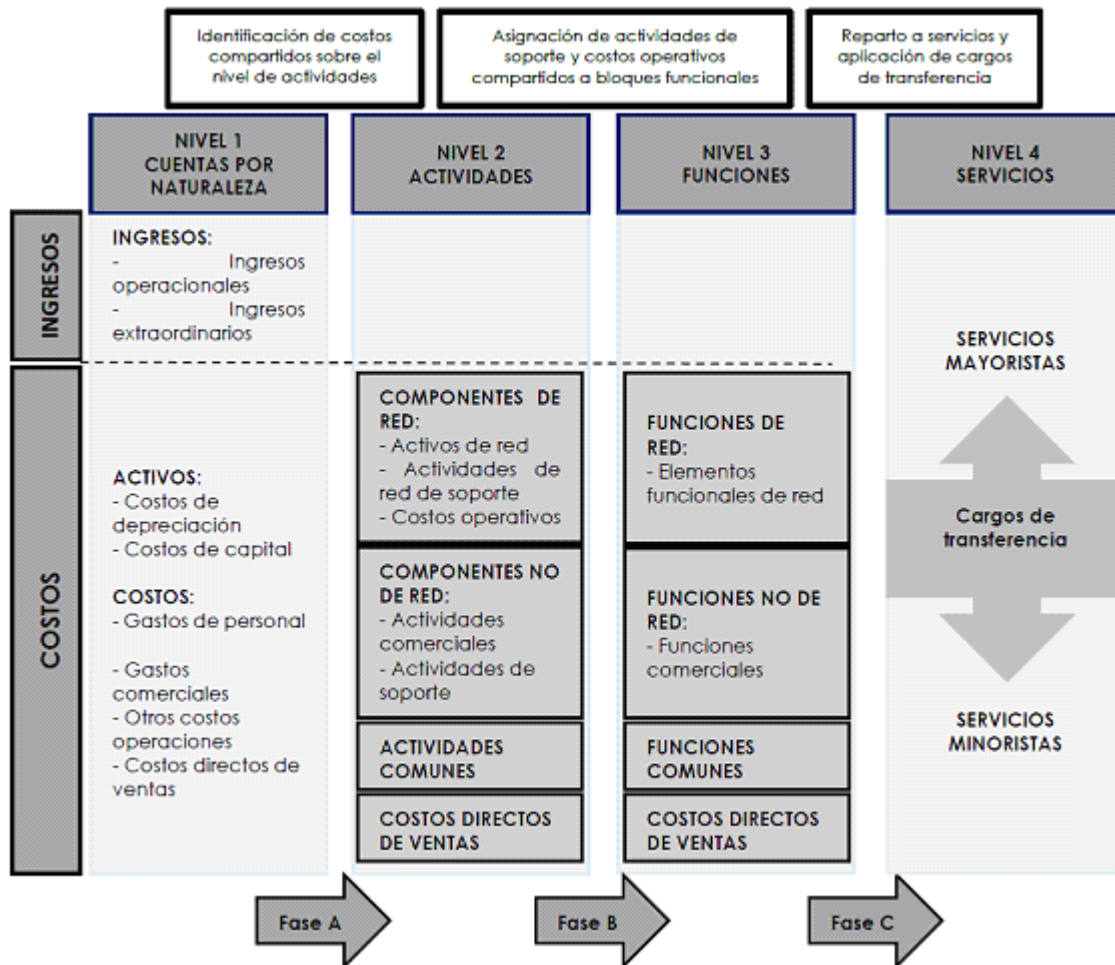 Identificación de costos
compartidos sobre el
nivel de actividades
Asignación de actividades de
soporte y costos operativos
compartidos a bloques funcionales
Reparto a servicios y
aplicación de cargos
de transferencia
NIVEL 1
CUENTAS POR
NATURALEZA
NIVEL 2
ACTIVIDADES
NIVEL 3
FUNCIONES
NIVEL 4
SERVICIOS
INGRESOS
INGRESOS:
- Ingresos
operacionales
- Ingresos
extraordinarios
COSTOS
ACTIVOS:
- Costos de
depreciación
- Costos de capital
COSTOS:
- Gastos de personal
- Gastos
comerciales
- Otros costos
operaciones
- Costos directos de
ventas
COMPONENTES DE
RED:
- Activos de red
- Actividades de
red de soporte
- Costos operativos
COMPONENTES NO
DE RED:
- Actividades
comerciales
- Actividades de
soporte
ACTIVIDADES
COMUNES
COSTOS DIRECTOS
DE VENTAS
FUNCIONES DE
RED:
- Elementos
funcionales de red
FUNCIONES NO DE
RED:
- Funciones
comerciales
FUNCIONES
COMUNES
COSTOS DIRECTOS
DE VENTAS
SERVICIOS
MAYORISTAS
Cargos de
transferencia
SERVICIOS
MINORISTAS
Fase A
Fase B
Fase C